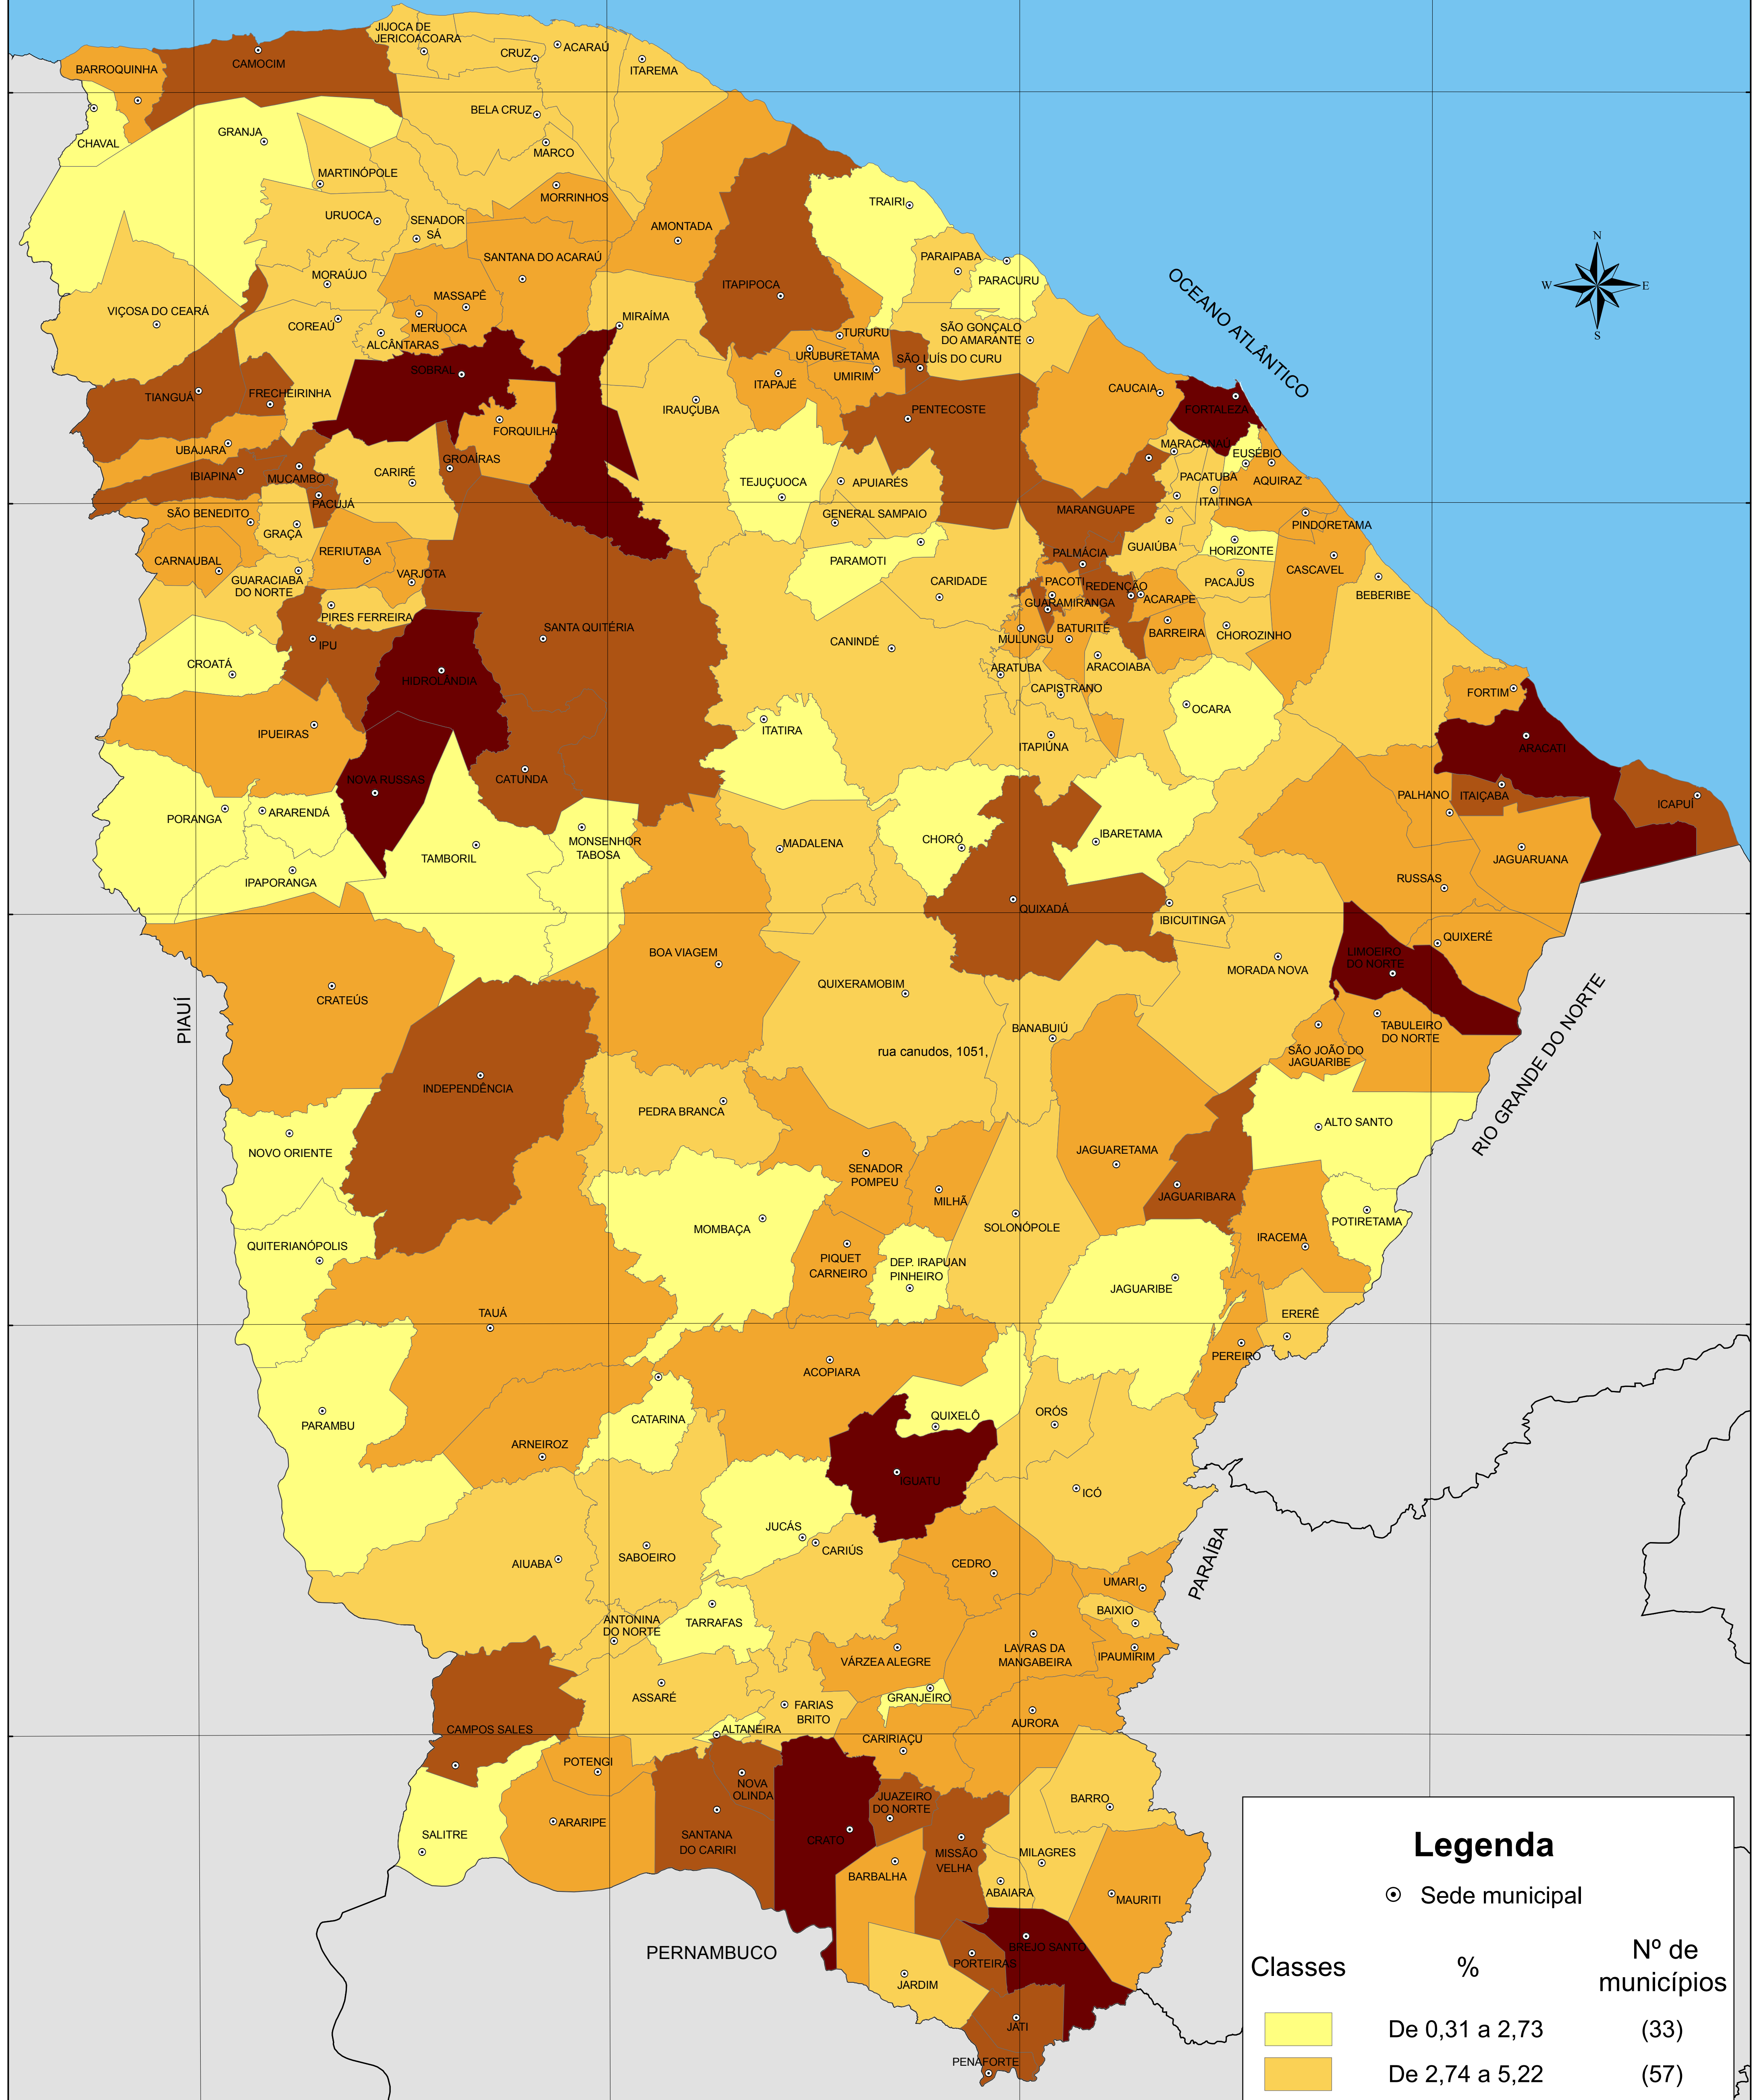 JIJOCA DE
JERICOACOARA
CRUZ
ACARAÚ
ITAREMA
BARROQUINHA
CAMOCIM
BELA CRUZ
CHAVAL
GRANJA
MARCO
MARTINÓPOLE
MORRINHOS
TRAIRI
URUOCA
SENADOR
SÁ
AMONTADA
N
W
E
S
SANTANA DO ACARAÚ
PARAIPABA
PARACURU
MORAÚJO
ITAPIPOCA
OCEANO ATLÂNTICO
MASSAPÊ
VIÇOSA DO CEARÁ
COREAÚ
MERUOCA
MIRAÍMA
ALCÂNTARAS
TURURU
SÃO GONÇALO
DO AMARANTE
URUBURETAMA
SÃO LUÍS DO CURU
SOBRAL
ITAPAJÉ
UMIRIM
TIANGUÁ
FRECHEIRINHA
CAUCAIA
IRAUÇUBA
PENTECOSTE
FORTALEZA
FORQUILHA
UBAJARA
MARACANAÚ
EUSÉBIO
GROAÍRAS
IBIAPINA
MUCAMBO
CARIRÉ
TEJUÇUOCA
APUIARÉS
PACATUBA
AQUIRAZ
ITAITINGA
PACUJÁ
SÃO BENEDITO
GENERAL SAMPAIO
MARANGUAPE
PINDORETAMA
GRAÇA
RERIUTABA
CARNAUBAL
PARAMOTI
PALMÁCIA
GUAIÚBA
HORIZONTE
CASCAVEL
VARJOTA
GUARACIABA
DO NORTE
CARIDADE
PACOTI
REDENÇÃO
PACAJUS
BEBERIBE
GUARAMIRANGA
ACARAPE
PIRES FERREIRA
SANTA QUITÉRIA
CANINDÉ
MULUNGU
BATURITÉ
BARREIRA
CHOROZINHO
IPU
CROATÁ
HIDROLÂNDIA
ARATUBA
ARACOIABA
CAPISTRANO
FORTIM
OCARA
IPUEIRAS
ITATIRA
ITAPIÚNA
ARACATI
NOVA RUSSAS
CATUNDA
PALHANO
ITAIÇABA
ICAPUÍ
PORANGA
ARARENDÁ
MONSENHOR
TABOSA
MADALENA
CHORÓ
IBARETAMA
TAMBORIL
JAGUARUANA
IPAPORANGA
RUSSAS
QUIXADÁ
IBICUITINGA
QUIXERÉ
BOA VIAGEM
LIMOEIRO
DO NORTE
MORADA NOVA
QUIXERAMOBIM
CRATEÚS
PIAUÍ
BANABUIÚ
TABULEIRO
DO NORTE
rua canudos, 1051,
SÃO JOÃO DO
JAGUARIBE
RIO GRANDE DO NORTE
INDEPENDÊNCIA
PEDRA BRANCA
ALTO SANTO
NOVO ORIENTE
JAGUARETAMA
SENADOR
POMPEU
MILHÃ
JAGUARIBARA
MOMBAÇA
SOLONÓPOLE
POTIRETAMA
QUITERIANÓPOLIS
IRACEMA
PIQUET
CARNEIRO
DEP. IRAPUAN
PINHEIRO
JAGUARIBE
TAUÁ
ERERÊ
PEREIRO
ACOPIARA
PARAMBU
CATARINA
QUIXELÔ
ORÓS
ARNEIROZ
IGUATU
ICÓ
JUCÁS
CARIÚS
SABOEIRO
AIUABA
CEDRO
PARAÍBA
UMARI
BAIXIO
ANTONINA
DO NORTE
TARRAFAS
LAVRAS DA
MANGABEIRA
IPAUMIRIM
VÁRZEA ALEGRE
ASSARÉ
GRANJEIRO
FARIAS
BRITO
AURORA
CAMPOS SALES
ALTANEIRA
CARIRIAÇU
POTENGI
NOVA
OLINDA
JUAZEIRO
DO NORTE
BARRO
ARARIPE
SALITRE
SANTANA
DO CARIRI
CRATO
MISSÃO
VELHA
MILAGRES
BARBALHA
ABAIARA
MAURITI
PERNAMBUCO
BREJO SANTO
PORTEIRAS
JARDIM
JATI
PENAFORTE
Legenda
Sede municipal
Classes
%
Nº de
municípios
De 0,31 a 2,73
(33)
De 2,74 a 5,22
(57)